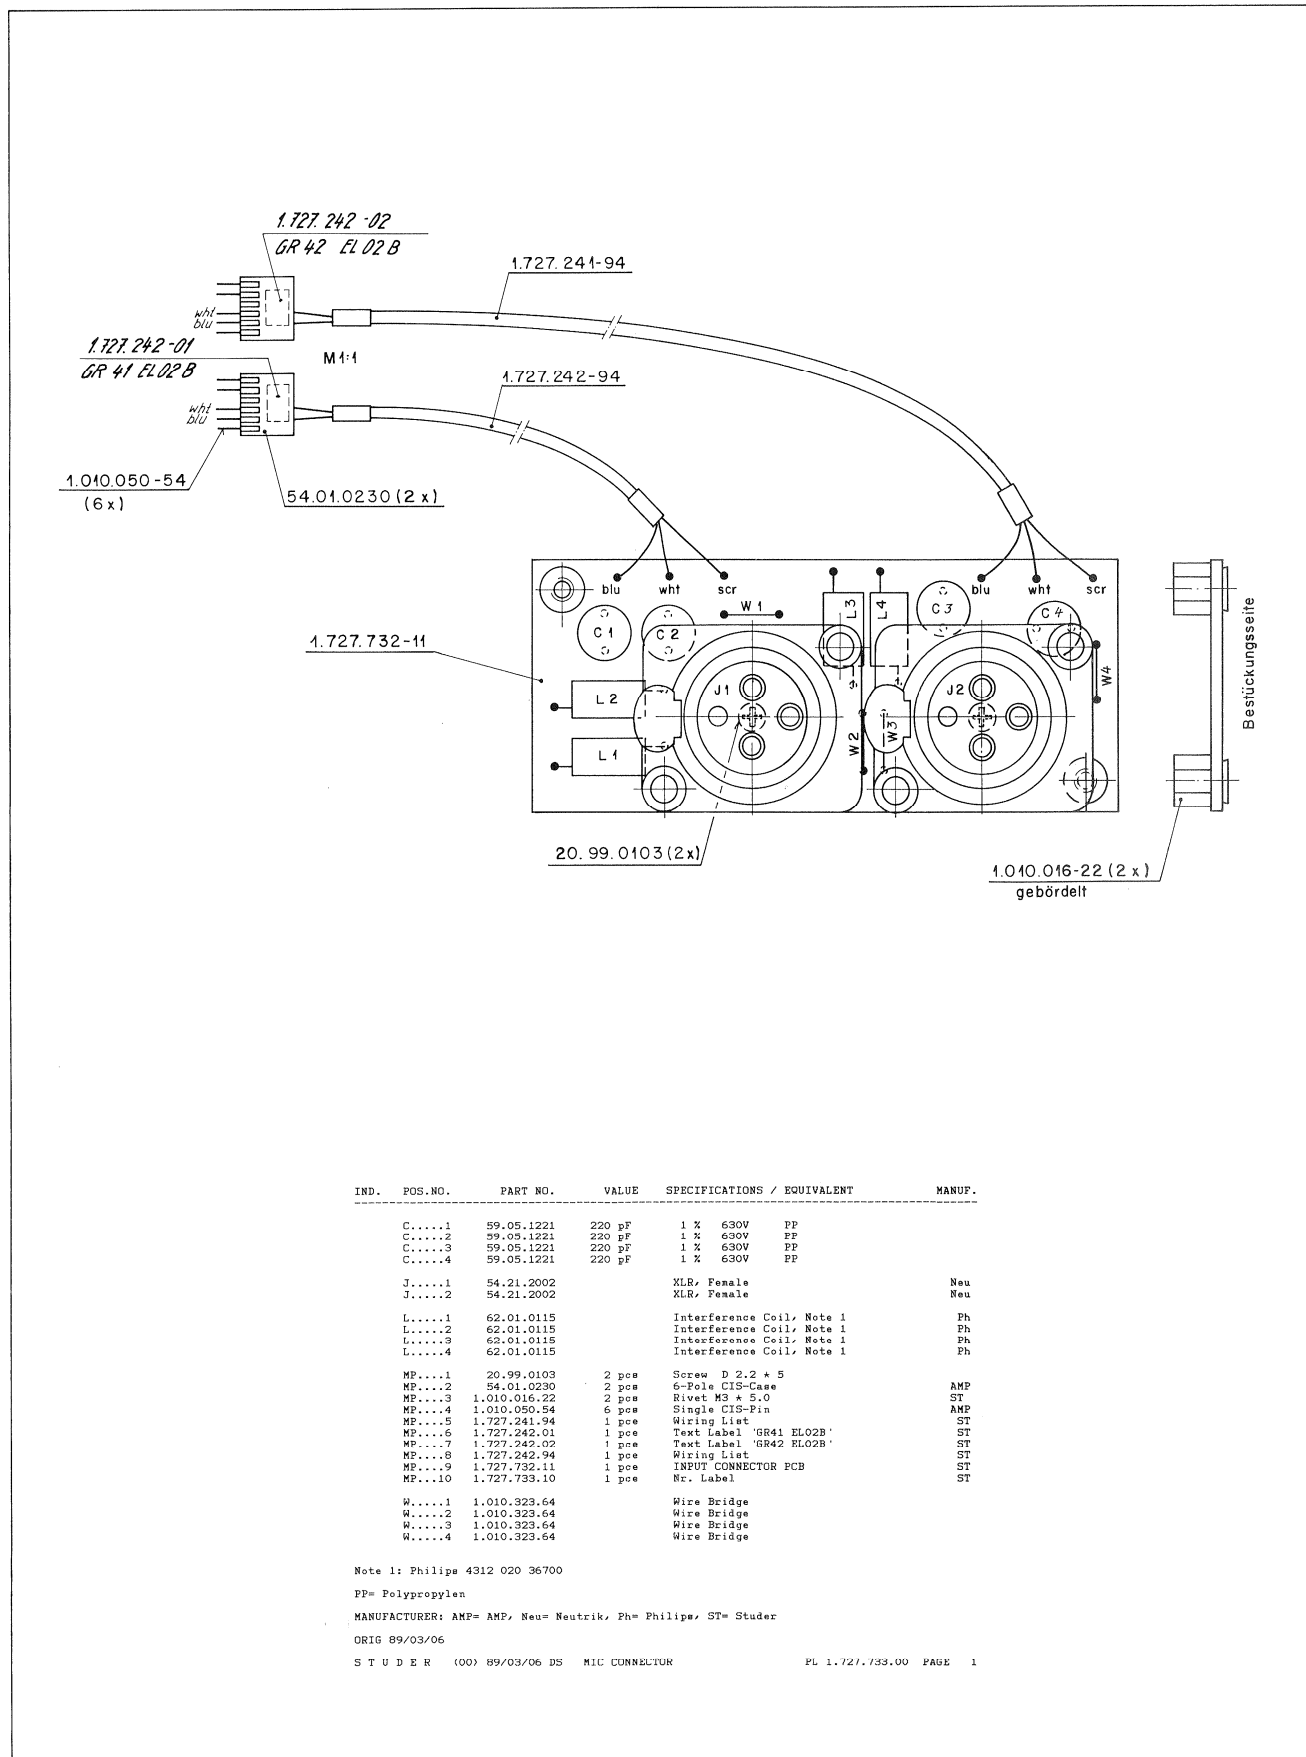 1.727.242-02
GR 42 EL 02 B
1.727.241-94
wht
blu
1.727.242-01
GR 41 EL 02 B
M 1:1
1.727.242-94
wht
blu
1.010.050-54
(6x)
54.01.0230 (2x)
blu wht scr
blu wht scr
W1
L3
L4
C3
C4
C1
C2
1.727.732-11
W4
Bestückungsseite
J1
J2
L2
W2
W3
L1
20.99.0103 (2x)
1.010.016-22 (2x)
gebördelt
IND. POS.NO. PART NO. VALUE SPECIFICATIONS / EQUIVALENT MANUF.
C.....1 59.05.1221 220 pF 1 % 630V PP
C.....2 59.05.1221 220 pF 1 % 630V PP
C.....3 59.05.1221 220 pF 1 % 630V PP
C.....4 59.05.1221 220 pF 1 % 630V PP
J.....1 54.21.2002 XLR, Female Neu
J.....2 54.21.2002 XLR, Female Neu
L.....1 62.01.0115 Interference Coil, Note 1 Ph
L.....2 62.01.0115 Interference Coil, Note 1 Ph
L.....3 62.01.0115 Interference Coil, Note 1 Ph
L.....4 62.01.0115 Interference Coil, Note 1 Ph
MP....1 20.99.0103 2 pcs Screw D 2.2 * 5
MP....2 54.01.0230 2 pcs 6-Pole CIS-Case AMP
MP....3 1.010.016.22 2 pcs Rivet M3 * 5.0 ST
MP....4 1.010.050.54 6 pcs Single CIS-Pin AMP
MP....5 1.727.241.94 1 pce Wiring List ST
MP....6 1.727.242.01 1 pce Text Label 'GR41 EL02B' ST
MP....7 1.727.242.02 1 pce Text Label 'GR42 EL02B' ST
MP....8 1.727.242.94 1 pce Wiring List ST
MP....9 1.727.732.11 1 pce INPUT CONNECTOR PCB ST
MP...10 1.727.733.10 1 pce Nr. Label ST
W.....1 1.010.323.64 Wire Bridge
W.....2 1.010.323.64 Wire Bridge
W.....3 1.010.323.64 Wire Bridge
W.....4 1.010.323.64 Wire Bridge
Note 1: Philips 4312 020 36700
PP= Polypropylen
MANUFACTURER: AMP= AMP, Neu= Neutrik, Ph= Philips, ST= Studer
ORIG 89/03/06
S T U D E R (00) 89/03/06 DS MIC CONNECTOR PL 1.727.733.00 PAGE 1